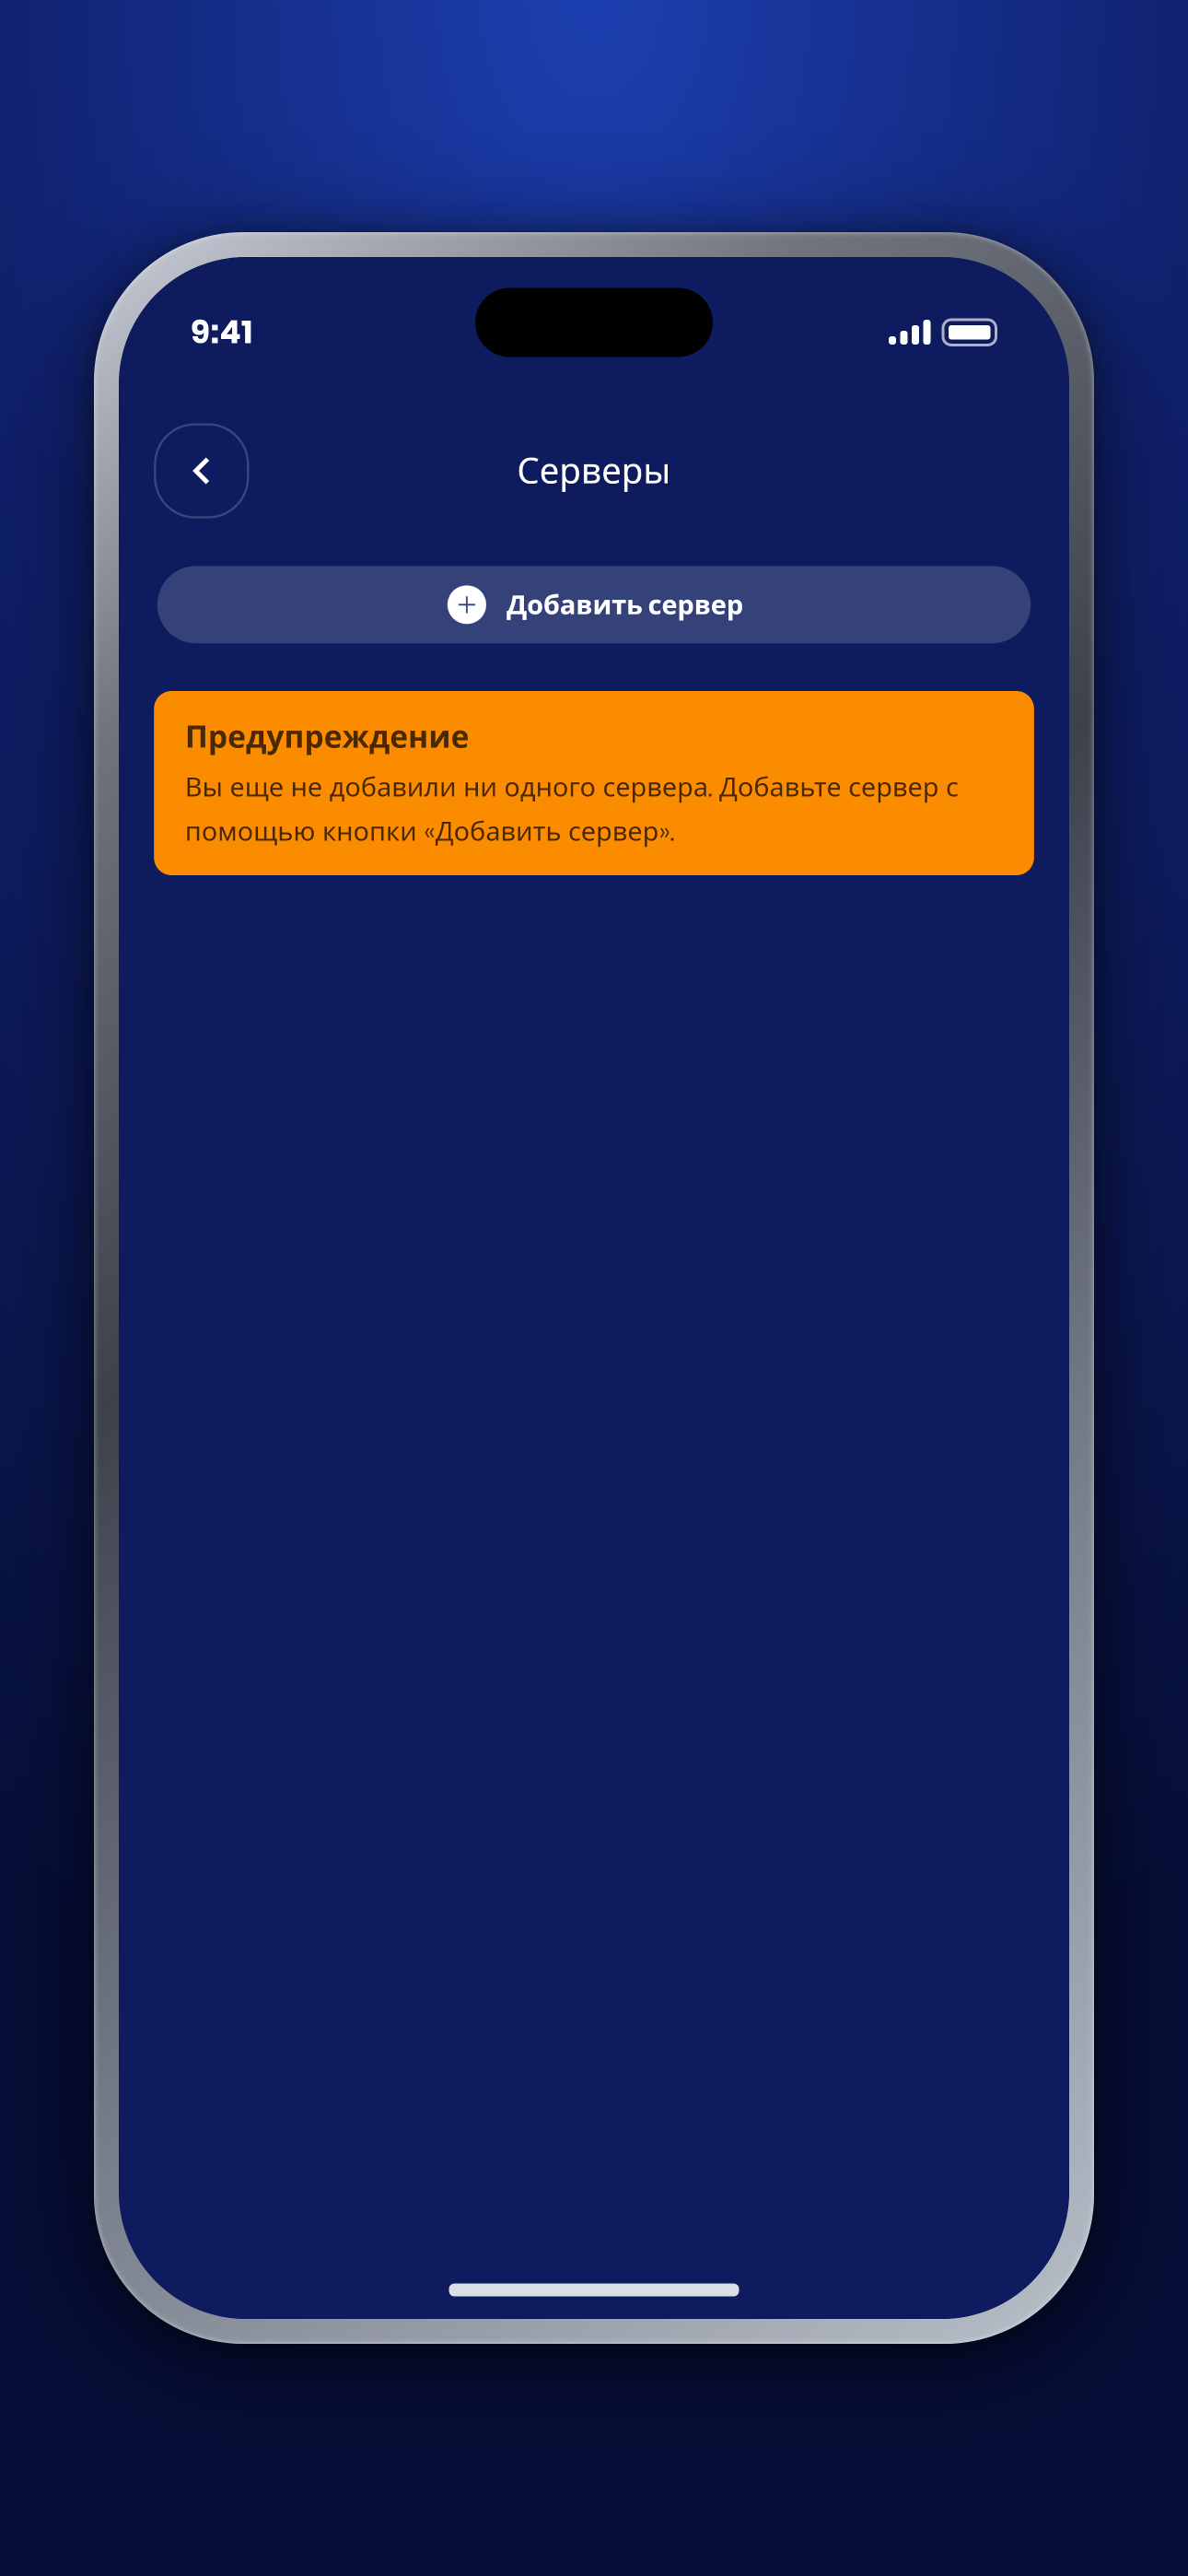 9:41
Серверы
Добавить сервер
Предупреждение
Вы еще не добавили ни одного сервера. Добавьте сервер с
помощью кнопки «Добавить сервер».